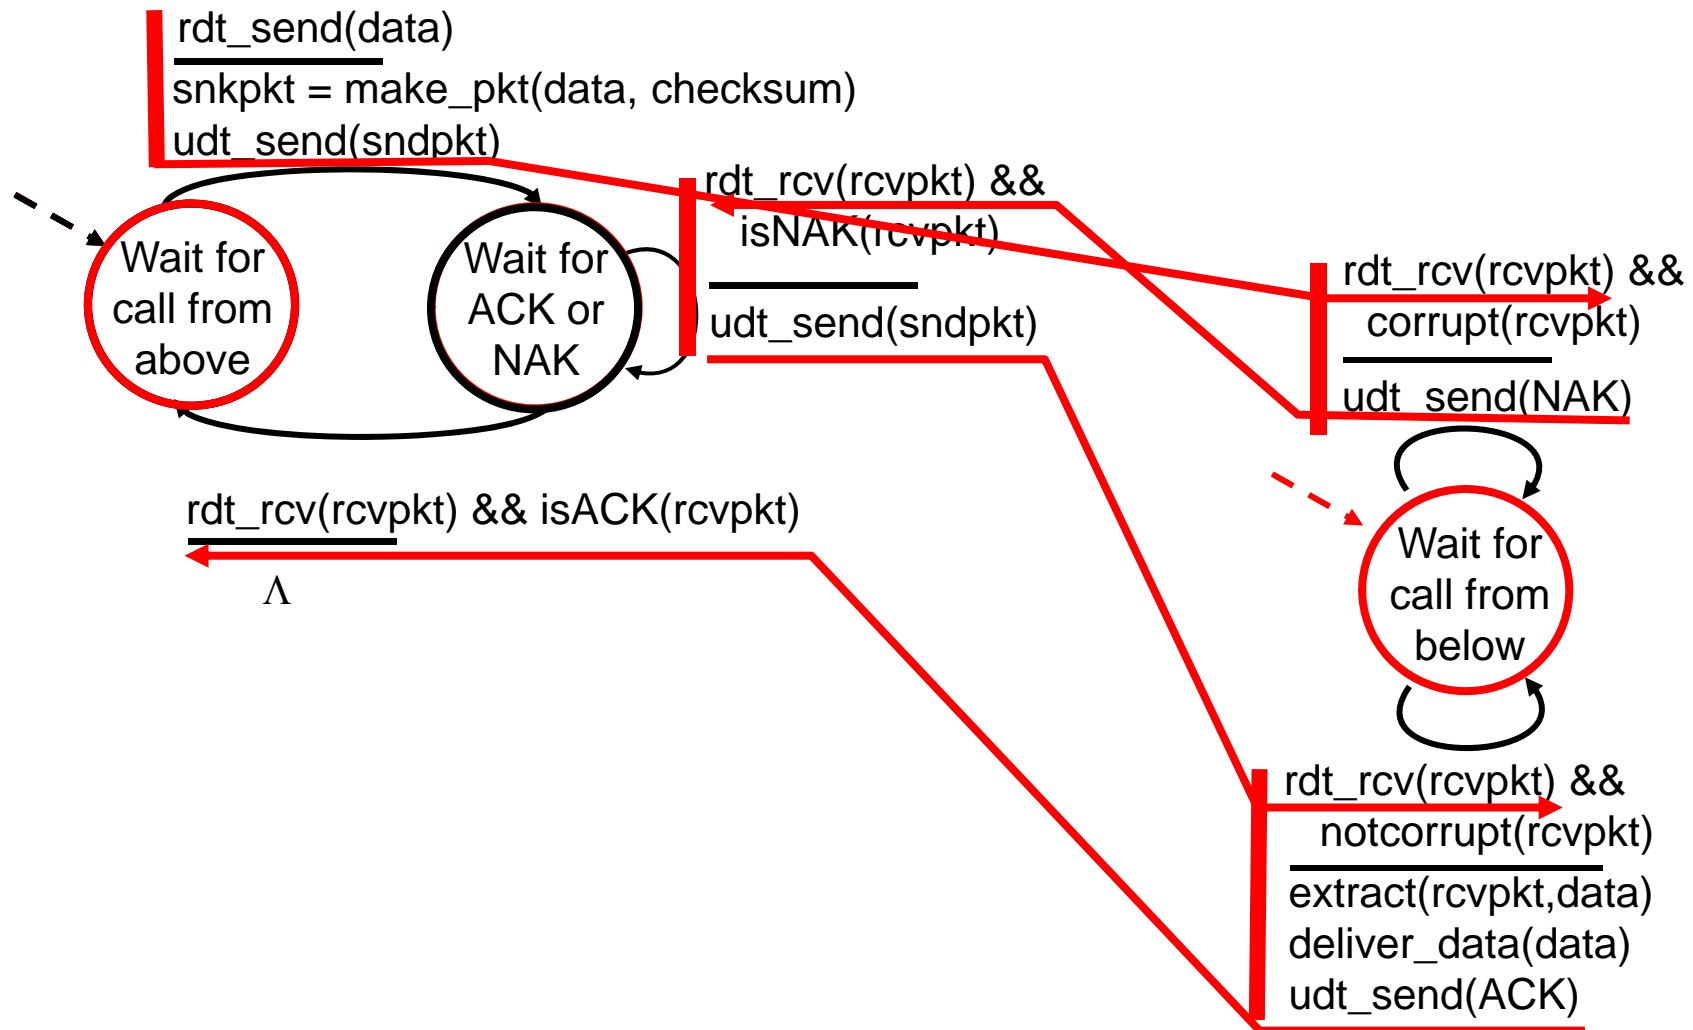 rdt_send(data)
snkpkt = make_pkt(data, checksum)
udt_send(sndpkt)
Wait for
call from
above
Wait for
ACK or
NAK
rdt_rcv(rcvpkt) &&
isNAK(rcvpkt)
udt_send(sndpkt)
rdt_rcv(rcvpkt) && isACK(rcvpkt)
Λ
rdt_rcv(rcvpkt) &&
corrupt(rcvpkt)
udt_send(NAK)
Wait for
call from
below
rdt_rcv(rcvpkt) &&
notcorrupt(rcvpkt)
extract(rcvpkt,data)
deliver_data(data)
udt_send(ACK)